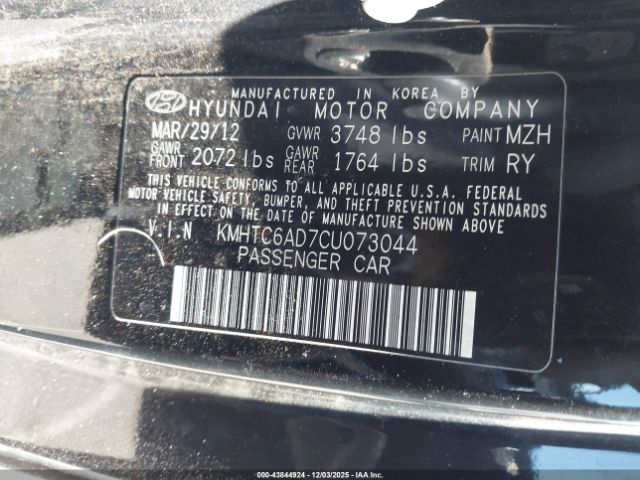 MANUFACTURED IN KOREA BY
HYUNDAI MOTOR COMPANY
MAR/29/12 GVWR 3748 lbs PAINT MZH
GAWR FRONT 2072 lbs GAWR REAR 1764 lbs TRIM RY
THIS VEHICLE CONFORMS TO ALL APPLICABLE U.S.A. FEDERAL
MOTOR VEHICLE SAFETY, BUMPER, AND THEFT PREVENTION STANDARDS
IN EFFECT ON THE DATE OF MANUFACTURE SHOWN ABOVE
V.I.N KMHTC6AD7CU073044
PASSENGER CAR
000-43844924 | 12/03/2025 | ©IAA Holdings, LLC